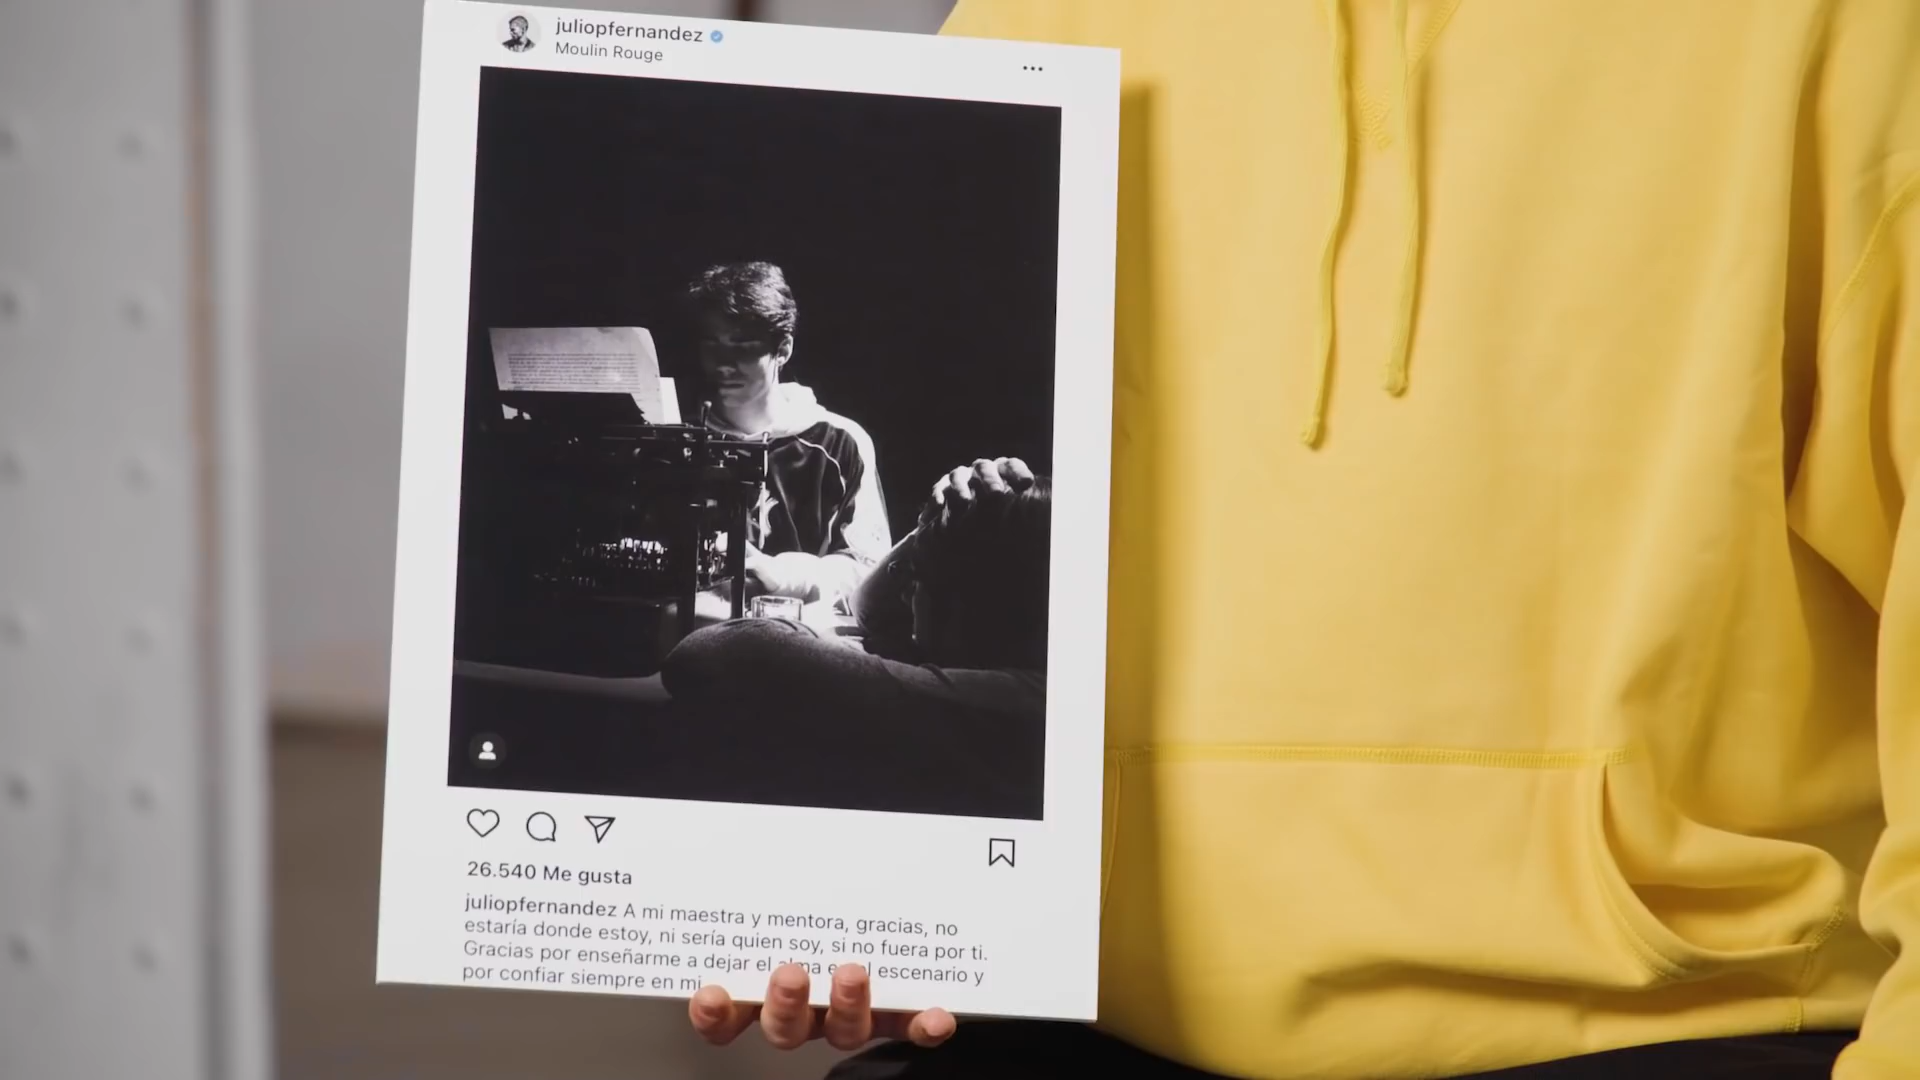 juliopfernandez
Moulin Rouge
26.540 Me gusta
juliopfernandez A mi maestra y mentora, gracias, no
estaría donde estoy, ni sería quien soy, si no fuera por ti.
Gracias por enseñarme a dejar el escenario y
por confiar siempre en mi